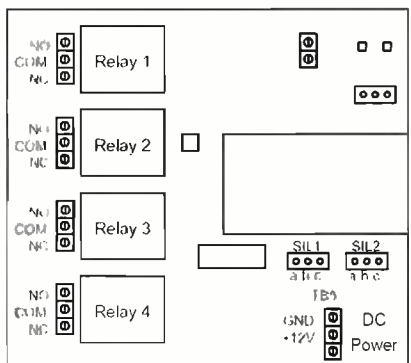 NO
COM
NC
Relay 1
NO
COM
NC
Relay 2
NO
COM
NC
Relay 3
NO
COM
NC
Relay 4
SIL1 SIL2
a b c a b c
GND
+12V
DC
Power